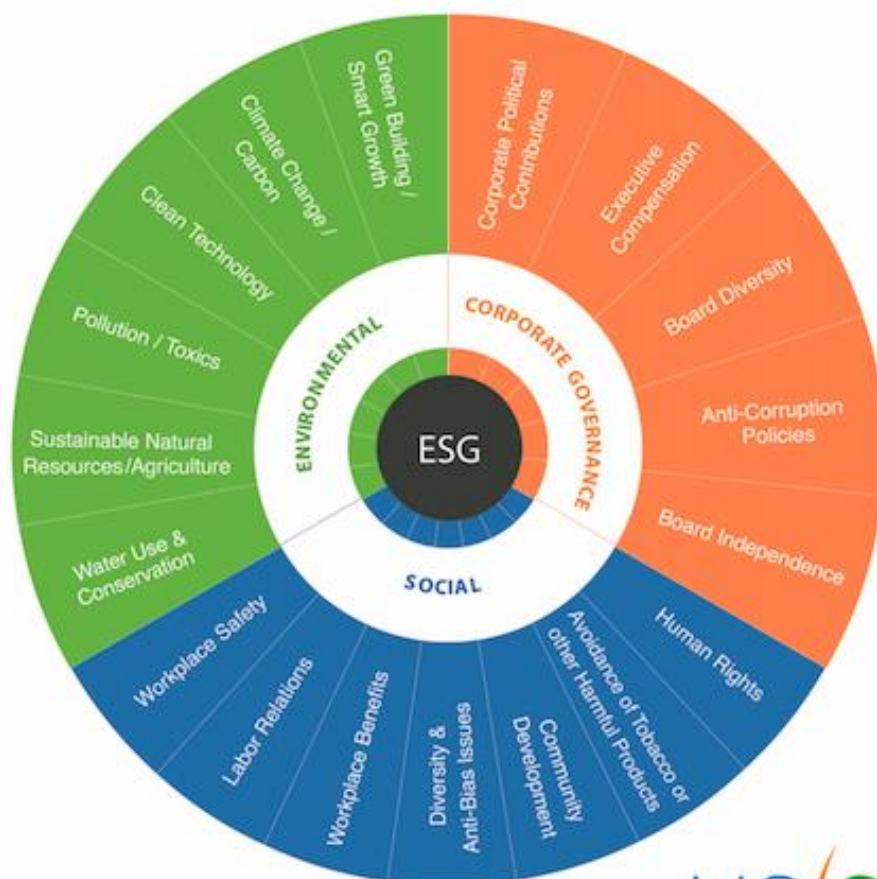 Green Building /
Smart Growth
Climate Change /
Carbon
Clean Technology
Pollution / Toxics
Sustainable Natural
Resources/Agriculture
Water Use &
Conservation
ENVIRONMENTAL
Corporate Political
Contributions
Executive
Compensation
Board Diversity
Anti-Corruption
Policies
Board Independence
CORPORATE GOVERNANCE
ESG
SOCIAL
Workplace Safety
Labor Relations
Workplace Benefits
Diversity &
Anti-Bias Issues
Community
Development
Avoidance of Tobacco or
other Harmful Products
Human Rights